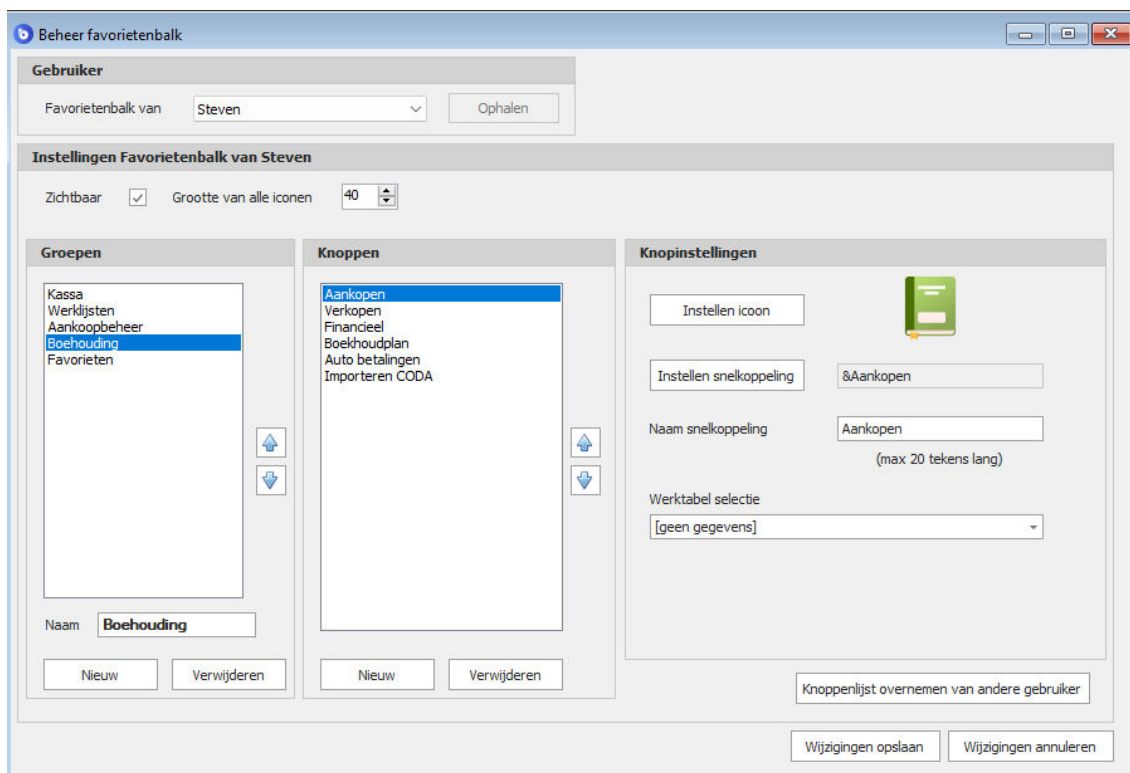 Beheer favorietenbalk
Gebruiker
Favorietenbalk van
Steven
Ophalen
Instellingen Favorietenbalk van Steven
Zichtbaar
Grootte van alle iconen
40
Groepen
Kassa
Werklijsten
Aankoopbeheer
Boehouding
Favorieten
Naam
Boehouding
Nieuw
Verwijderen
Knoppen
Aankopen
Verkopen
Financieel
Boekhoudplan
Auto betalingen
Importeren CODA
Nieuw
Verwijderen
Knopinstellingen
Instellen icoon
Instellen snelkoppeling
&Aankopen
Naam snelkoppeling
Aankopen
(max 20 tekens lang)
Werktabel selectie
[geen gegevens]
Knoppenlijst overnemen van andere gebruiker
Wijzigingen opslaan
Wijzigingen annuleren